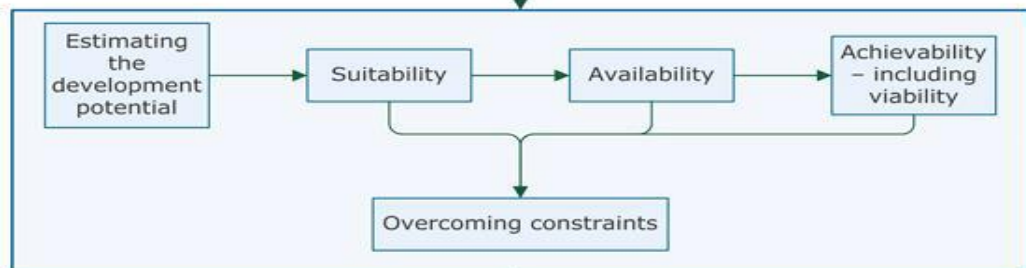 Estimating
the
development
potential
Suitability
Availability
Achievability
– including
viability
Overcoming constraints